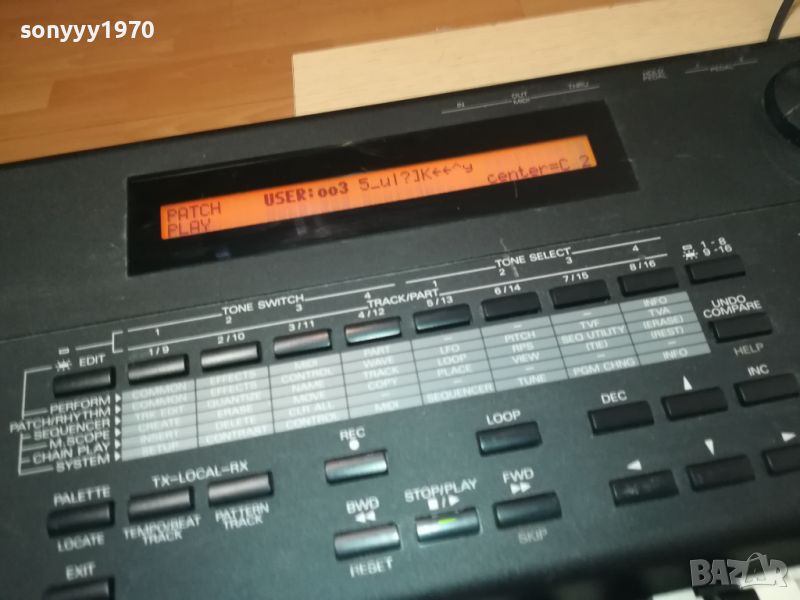 sonyyy1970
IN OUT THRU
MIDI
HOLD PEDAL
PEDAL
PATCH USER:003 5_u|?]K←←^y
PLAY center=C 2
TONE SWITCH TONE SELECT
1 2 3 4 1 2 3 4
TRACK/PART
1/9 2/10 3/11 4/12 5/13 6/14 7/15 8/16
1-8
9-16
EDIT
UNDO
COMPARE
HELP
PERFORM COMMON EFFECTS MIDI PART – – – INFO
PATCH/RHYTHM COMMON EFFECTS CONTROL WAVE LFO PITCH TVF TVA
SEQUENCER TRK EDIT QUANTIZE NAME TRACK LOOP RPS SEQ UTILITY (ERASE)
M.SCOPE CREATE ERASE MOVE COPY PLACE VIEW (TIE) (REST)
CHAIN PLAY INSERT DELETE CUT ALL – – – – –
SYSTEM SETUP CONTRAST CONTROL MIDI SEQUENCER TUNE PGM CHNG INFO
DEC ▲ INC
◀ ▼ ▶
REC
LOOP
PALETTE
LOCATE
TX-LOCAL-RX
TEMPO/BEAT TRACK
PATTERN TRACK
BWD
◀◀
RESET
STOP/PLAY
■/▶
FWD
▶▶
SKIP
EXIT
BAZAR